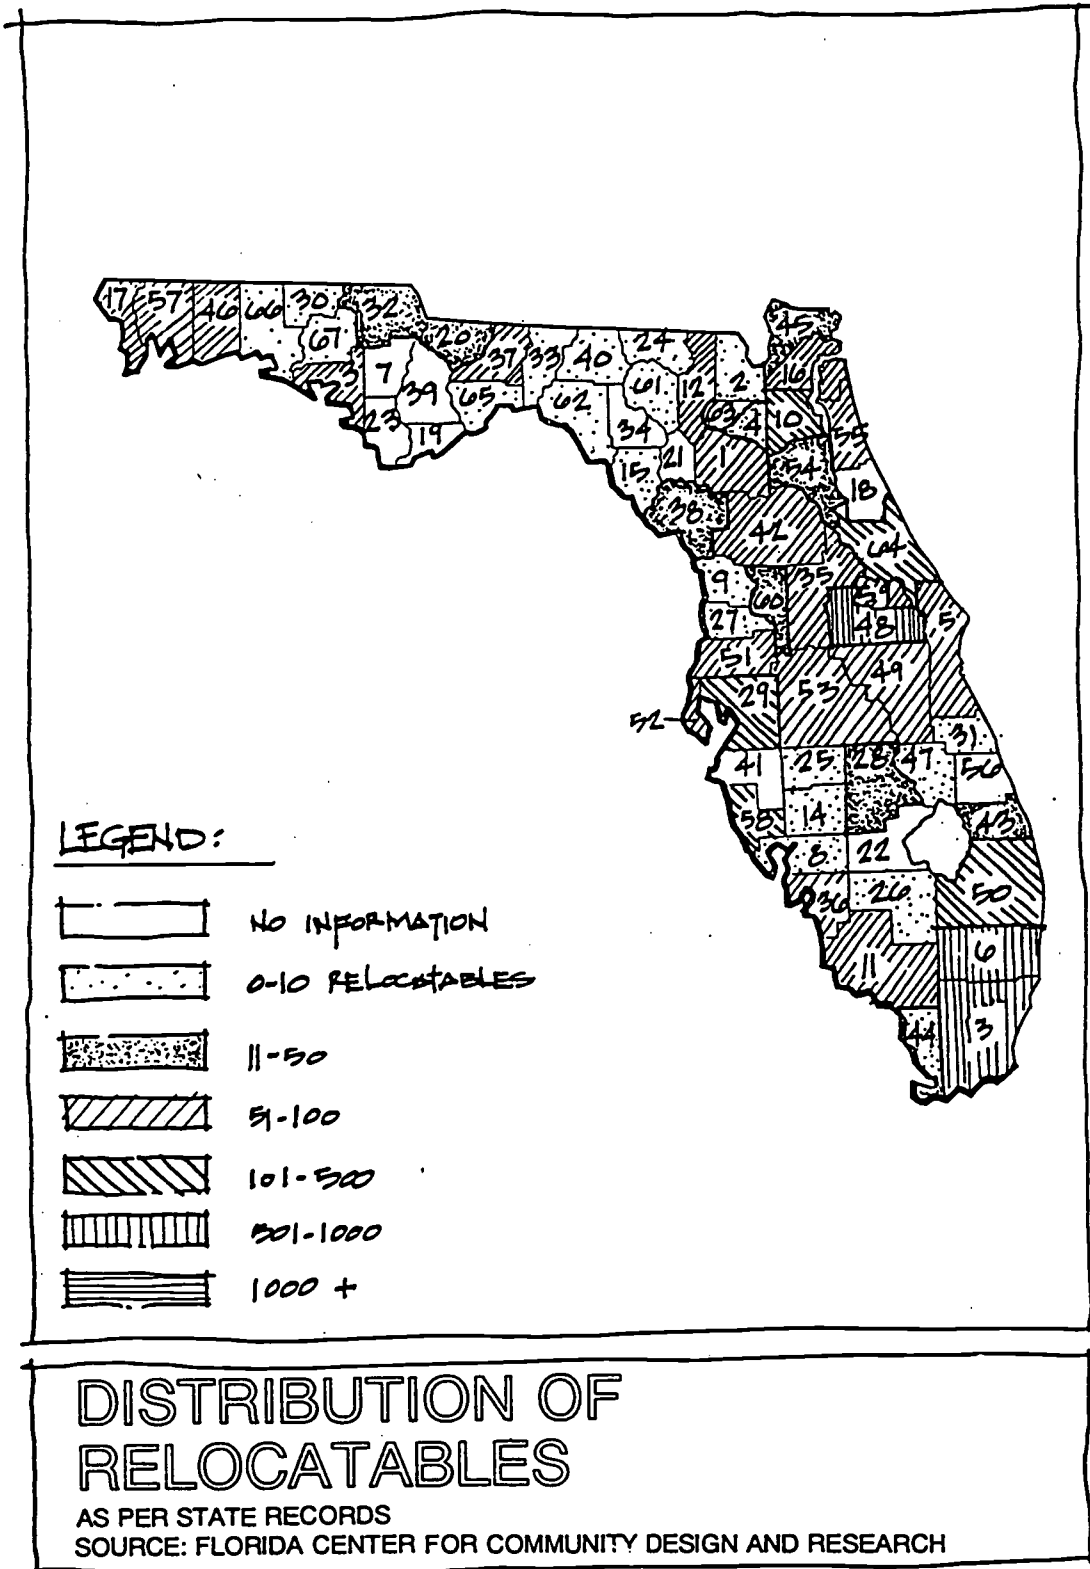 17 57 46 66 30 32
67 20
3 7 39 37 33 40 24
23 19 65 62 61 12 2
34 63 4 10
45
16
55
15 21 1 54 18
38 42 64
9 60 35 59
27 48 5
51 53 49
29
52
31
41 25 28 47 56
58 14 43
8 22
36 26 50
11 6
44 13
LEGEND:
NO INFORMATION
0-10 RELOCATABLES
11-50
51-100
101-500
501-1000
1000 +
DISTRIBUTION OF
RELOCATABLES
AS PER STATE RECORDS
SOURCE: FLORIDA CENTER FOR COMMUNITY DESIGN AND RESEARCH